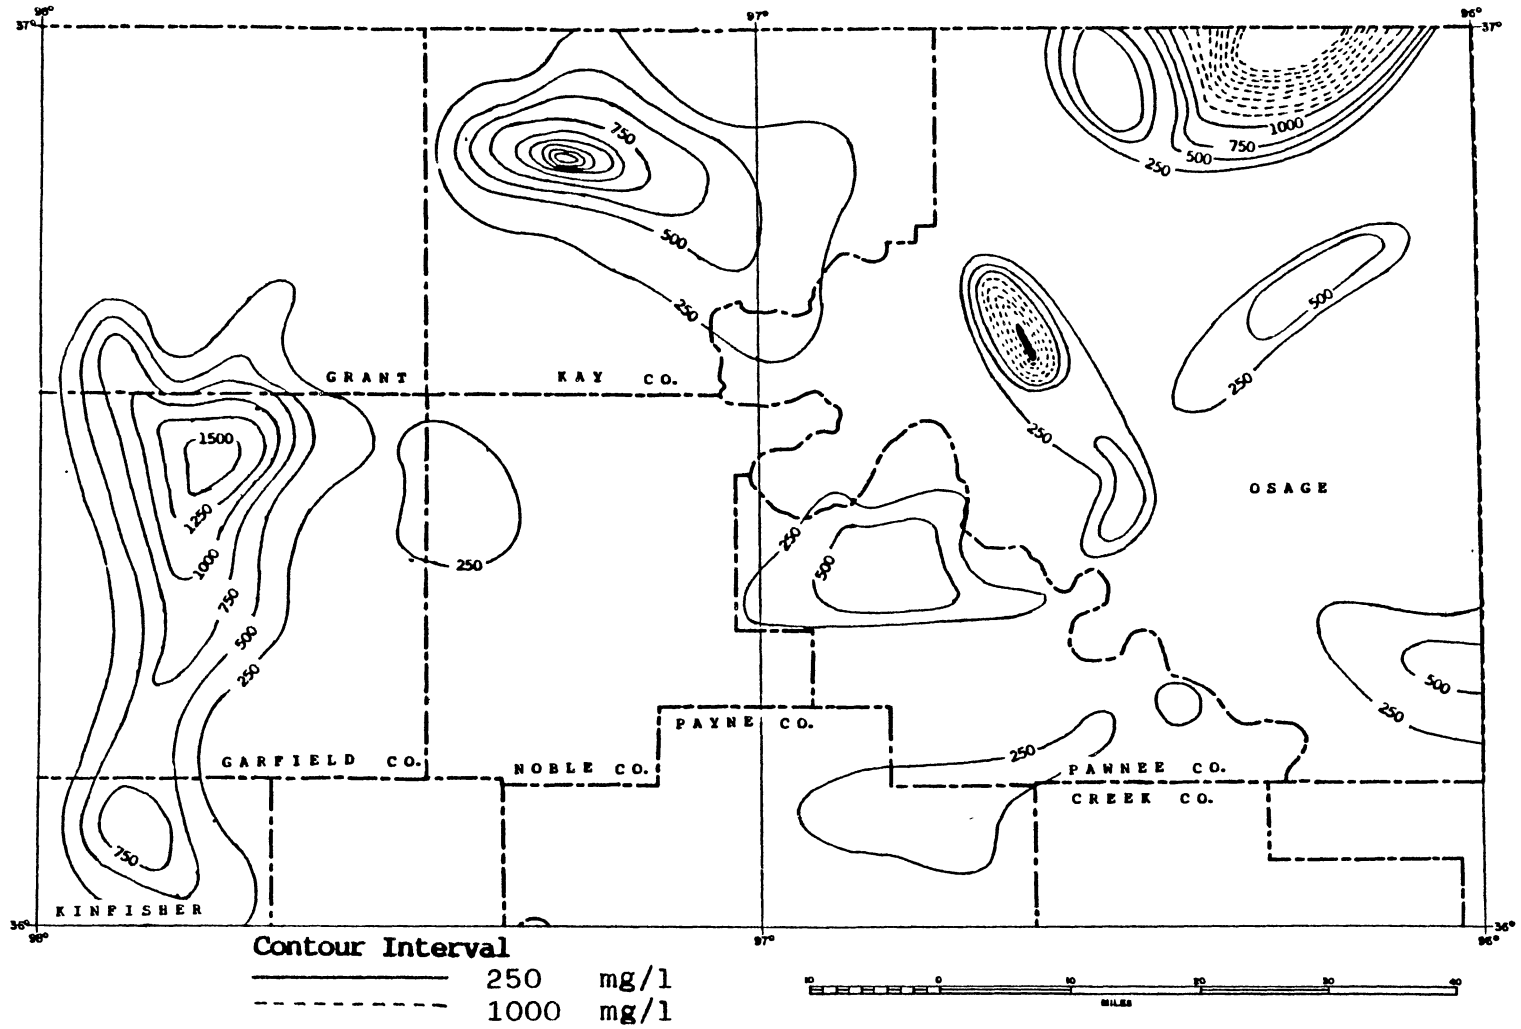 98° 97° 96°
37° 37°
750
1000
750
500
250
500
250
500
250
GRANT KAY CO.
250
1500
1250
1000
750
500
250
250
OSAGE
250
500
500
250
PAYNE CO.
250
GARFIELD CO.
NOBLE CO.
PAWNEE CO.
CREEK CO.
750
KINFISHER
36° 36°
98° 97° 96°
Contour Interval
250 mg/l
1000 mg/l
10 0 10 20 30 40
MILES